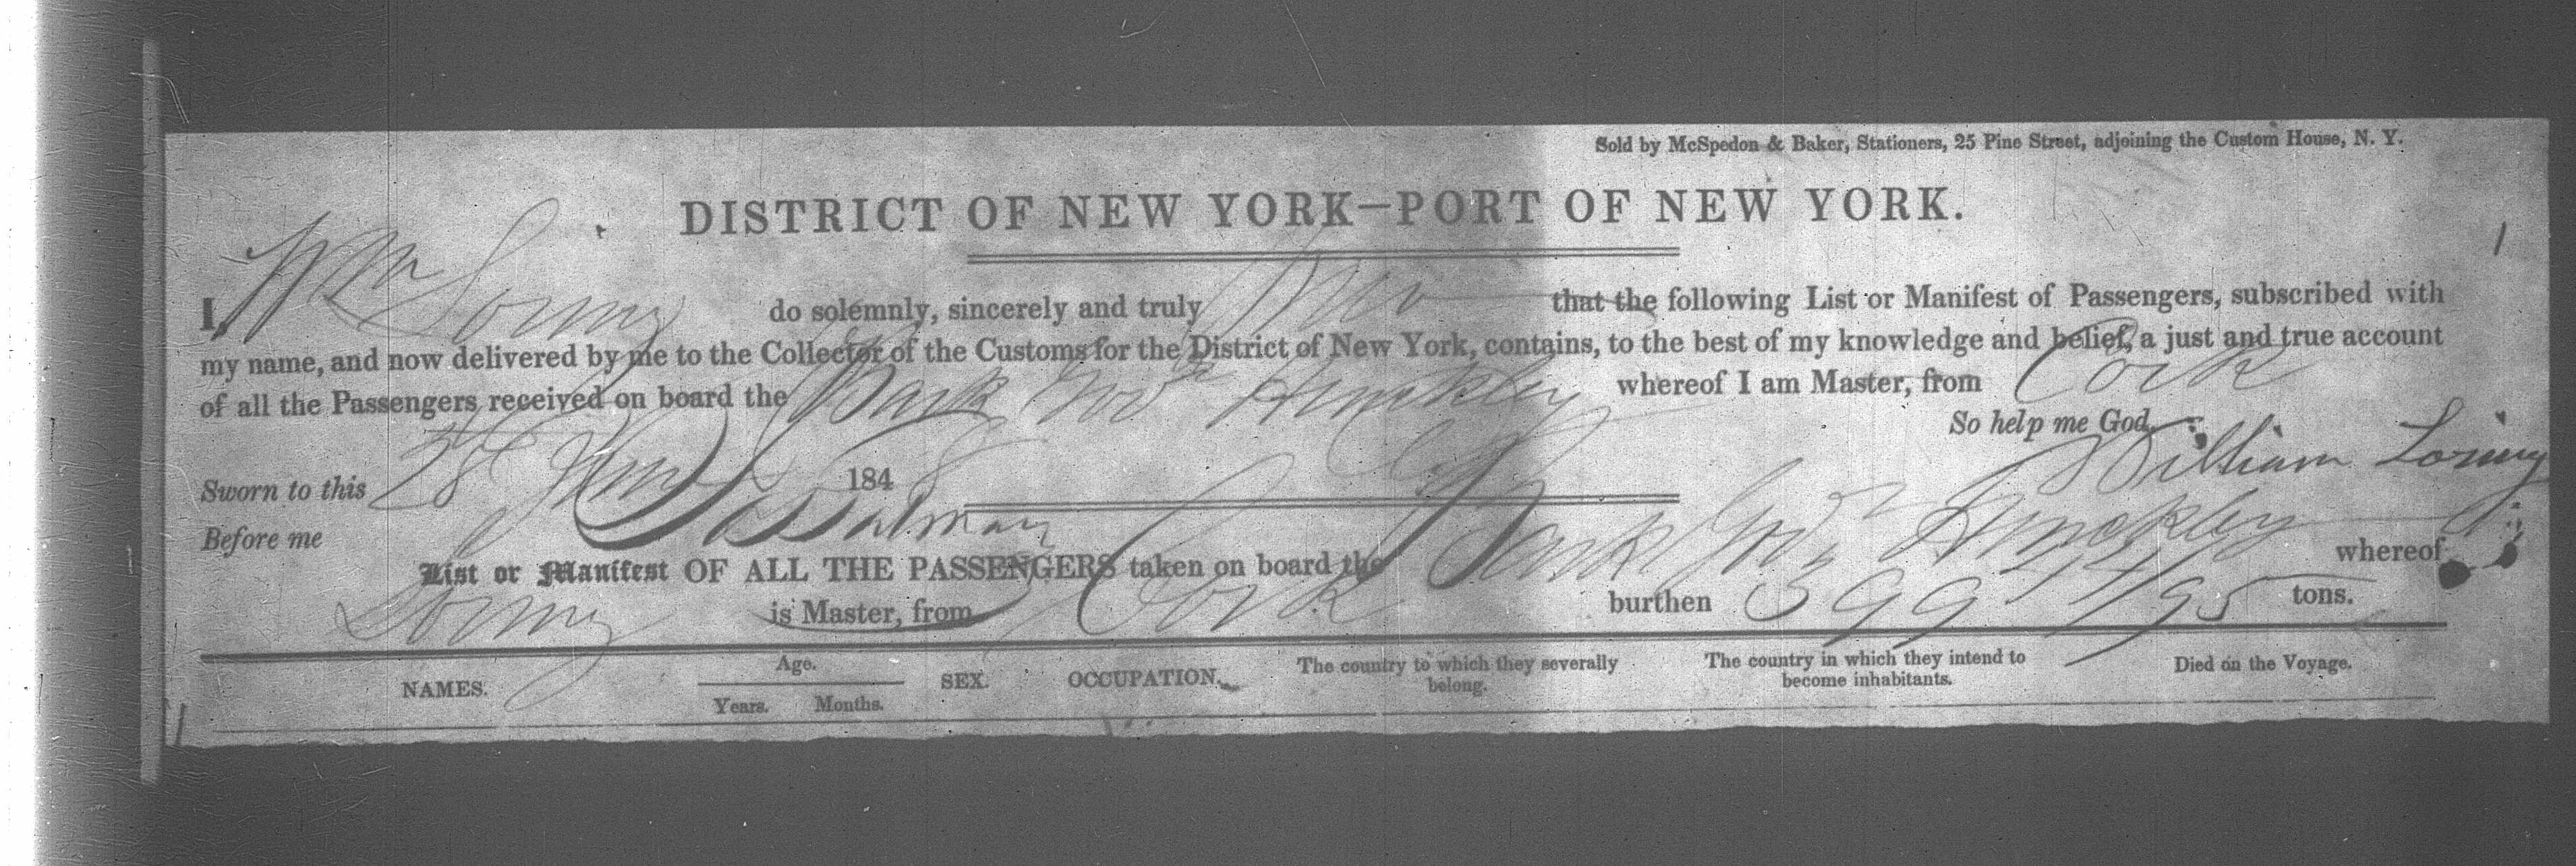 Sold by McSpedon & Baker, Stationers, 25 Pine Street, adjoining the Custom House, N. Y.
DISTRICT OF NEW YORK—PORT OF NEW YORK.
I, Wm Loring do solemnly, sincerely and truly that the following List or Manifest of Passengers, subscribed with
my name, and now delivered by me to the Collector of the Customs for the District of New York, contains, to the best of my knowledge and belief, a just and true account
of all the Passengers received on board the Bark Govr Hinckley whereof I am Master, from Cork
So help me God.
William Loring
Sworn to this 28 1848
Before me
List or Manifest OF ALL THE PASSENGERS taken on board the Bark Govr Hinckley whereof
Loring is Master, from Cork burthen 399 44/95 tons.
NAMES. Age. SEX. OCCUPATION. The country to which they severally belong. The country in which they intend to become inhabitants. Died on the Voyage.
Years. Months.